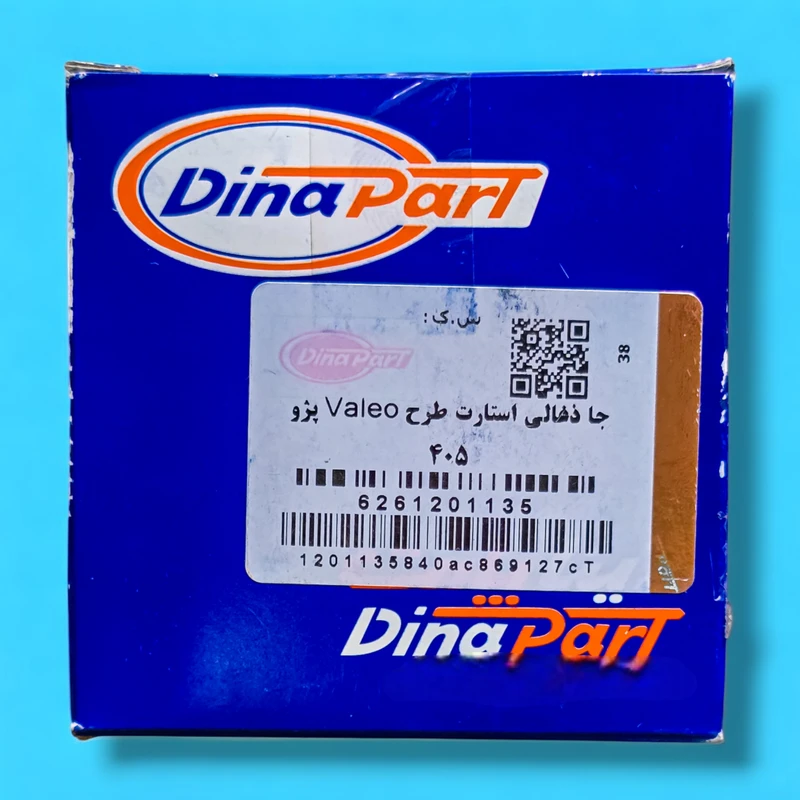 DinaPart
س.ک:
DinaPart
38
جا ذغالی استارت طرح Valeo پژو
۴۰۵
6261201135
1201135840ac869127cT
DinaPart